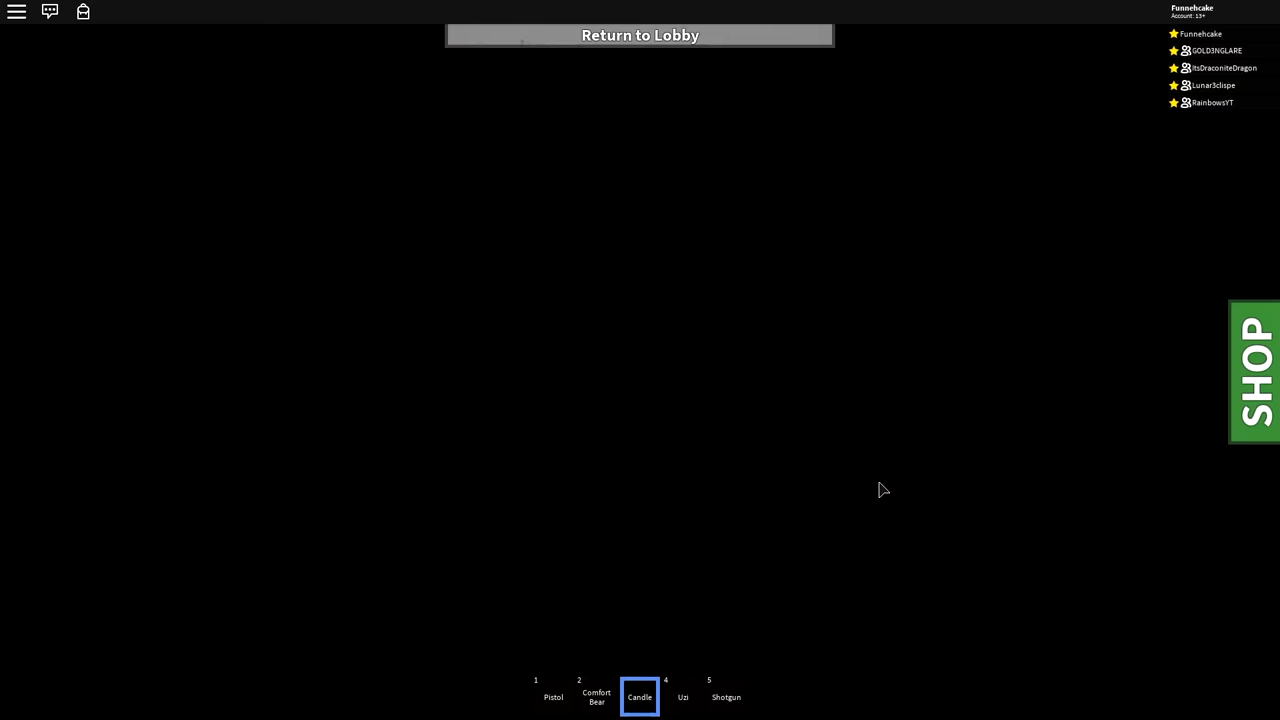 Funnehcake
Account: 13+
Return to Lobby
Funnehcake
GOLD3NGLARE
ItsDraconiteDragon
Lunar3clispe
RainbowsYT
SHOP
1
2
4
5
Pistol
Comfort
Bear
Candle
Uzi
Shotgun